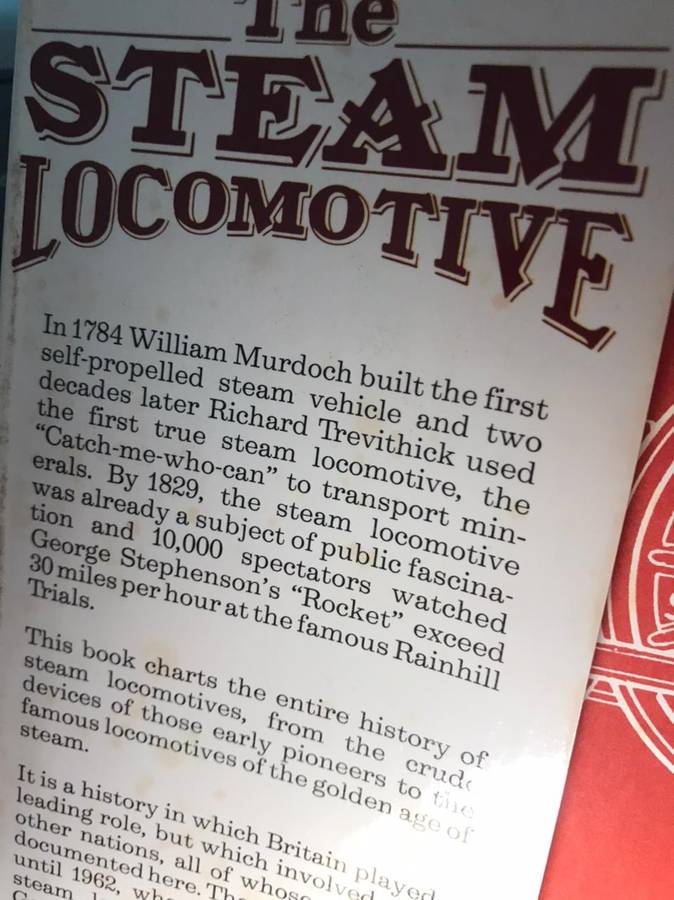 The
STEAM
LOCOMOTIVE
In 1784 William Murdoch built the first
self-propelled steam vehicle and two
decades later Richard Trevithick used
the first true steam locomotive, the
“Catch-me-who-can” to transport min-
erals. By 1829, the steam locomotive
was already a subject of public fascina-
tion and 10,000 spectators watched
George Stephenson's “Rocket” exceed
30 miles per hour at the famous Rainhill
Trials.
This book charts the entire history of
steam locomotives, from the crude
devices of those early pioneers to the
famous locomotives of the golden age of
steam.
It is a history in which Britain played
leading role, but which involved
other nations, all of whose
documented here.
until 1962,
steam